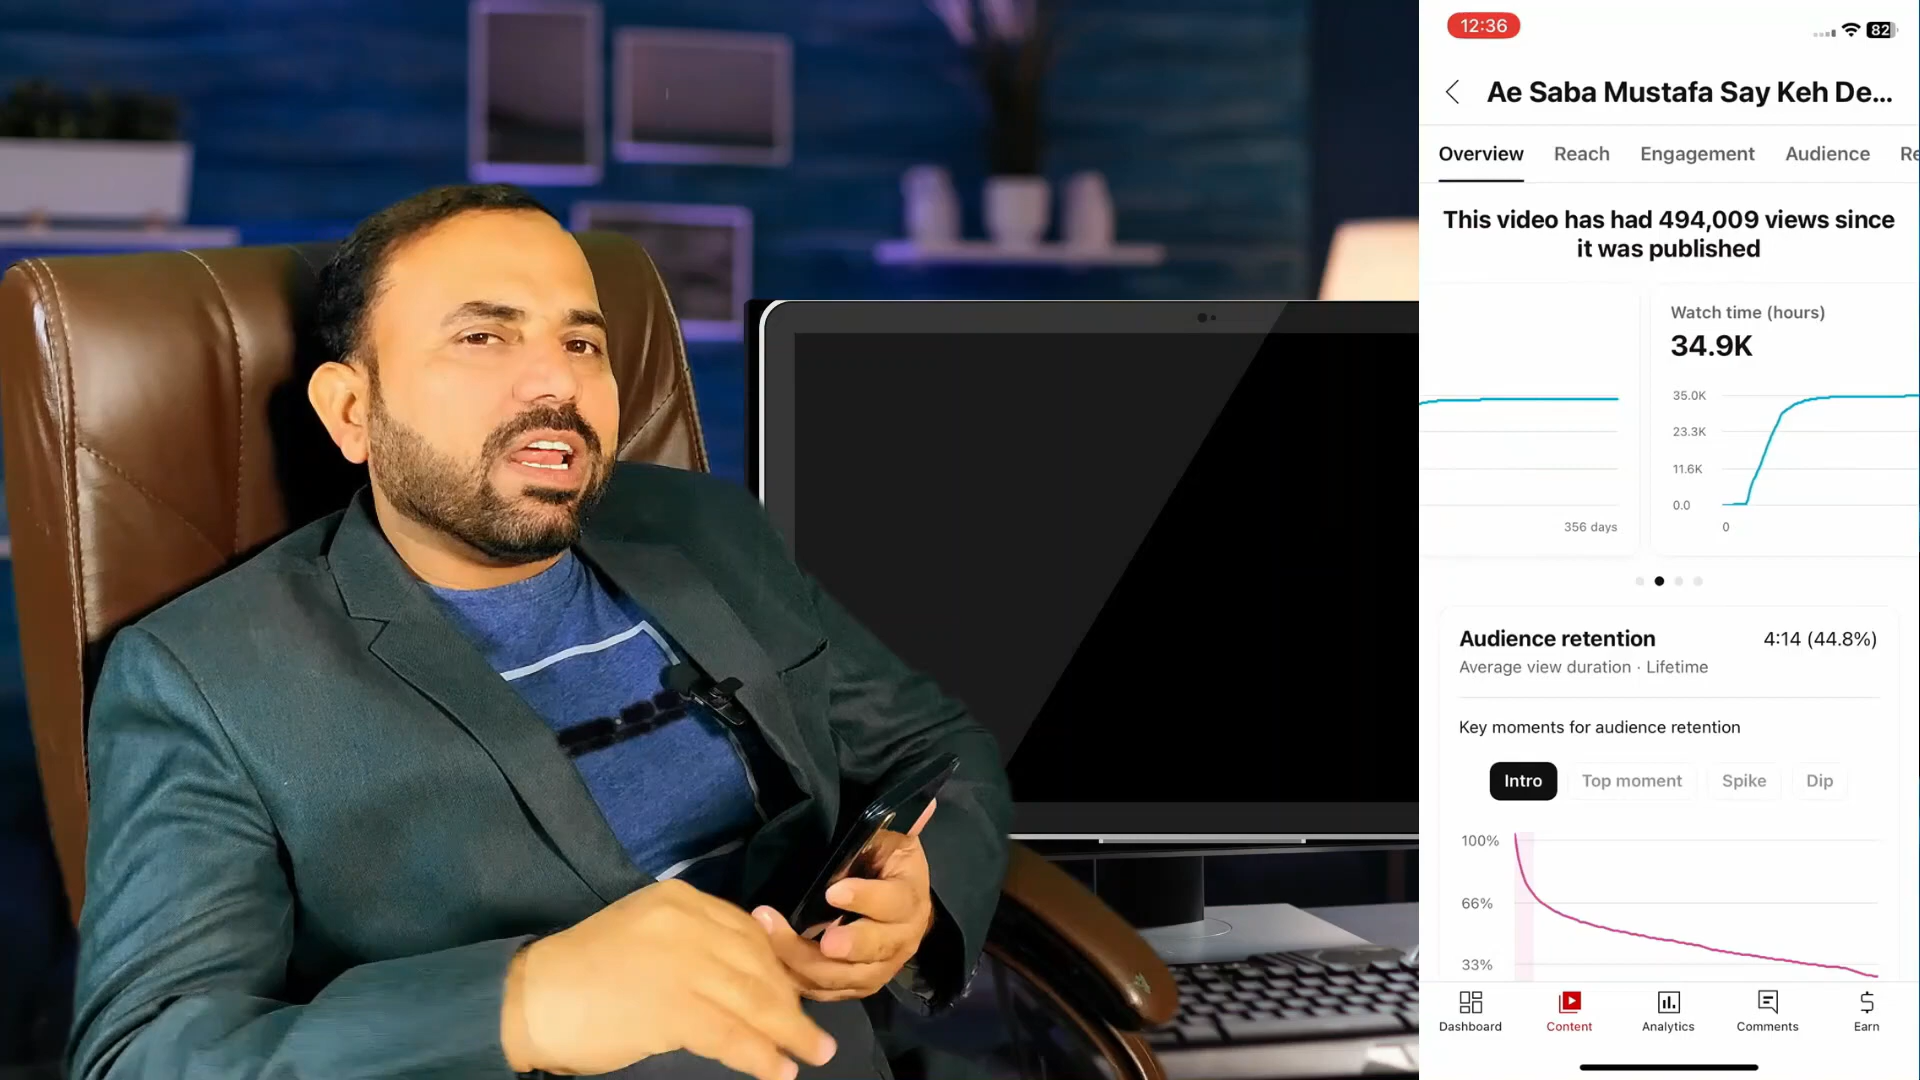 12:36
82
Ae Saba Mustafa Say Keh De...
Overview Reach Engagement Audience Re
This video has had 494,009 views since
it was published
Watch time (hours)
34.9K
35.0K
23.3K
11.6K
0.0
356 days
0
Audience retention 4:14 (44.8%)
Average view duration · Lifetime
Key moments for audience retention
Intro Top moment Spike Dip
100%
66%
33%
Dashboard Content Analytics Comments Earn